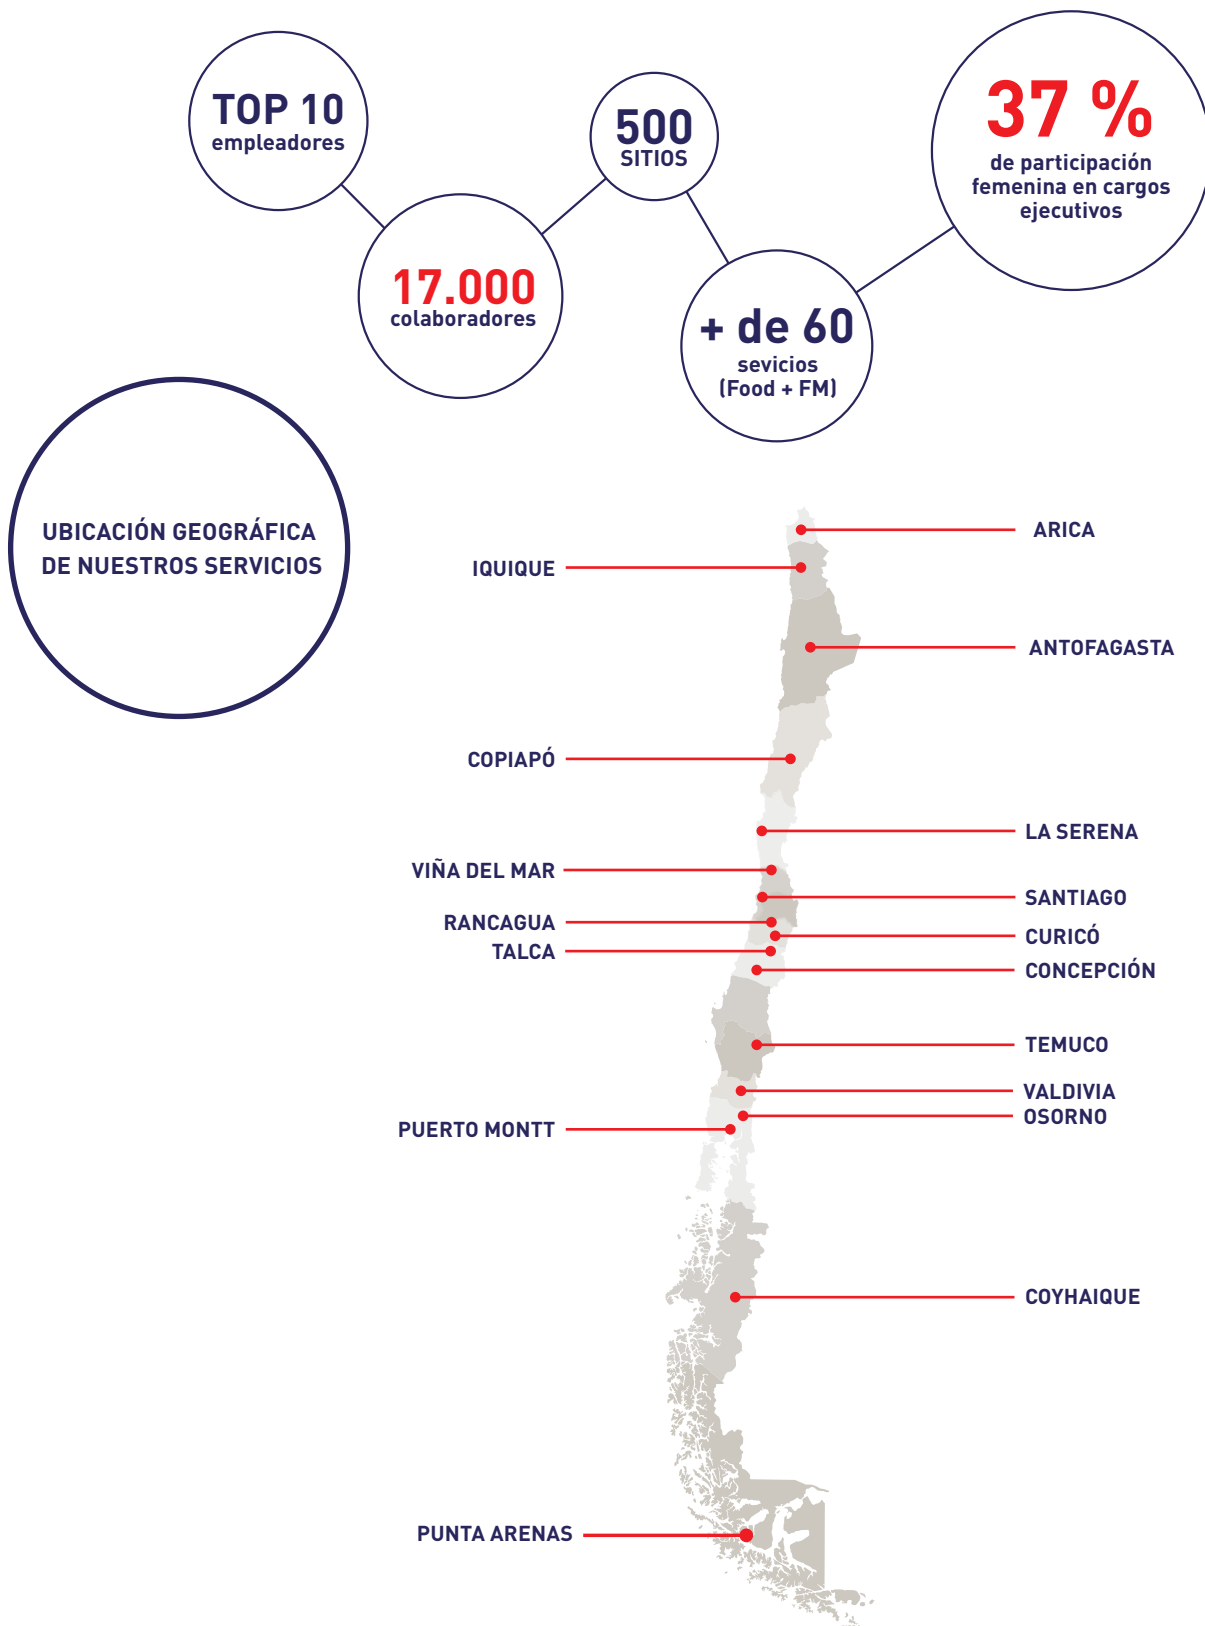 TOP 10
empleadores
17.000
colaboradores
500
SITIOS
+ de 60
sevicios
(Food + FM)
37 %
de participación
femenina en cargos
ejecutivos
UBICACIÓN GEOGRÁFICA
DE NUESTROS SERVICIOS
ARICA
IQUIQUE
ANTOFAGASTA
COPIAPÓ
LA SERENA
VIÑA DEL MAR
SANTIAGO
RANCAGUA
CURICÓ
TALCA
CONCEPCIÓN
TEMUCO
VALDIVIA
OSORNO
PUERTO MONTT
COYHAIQUE
PUNTA ARENAS